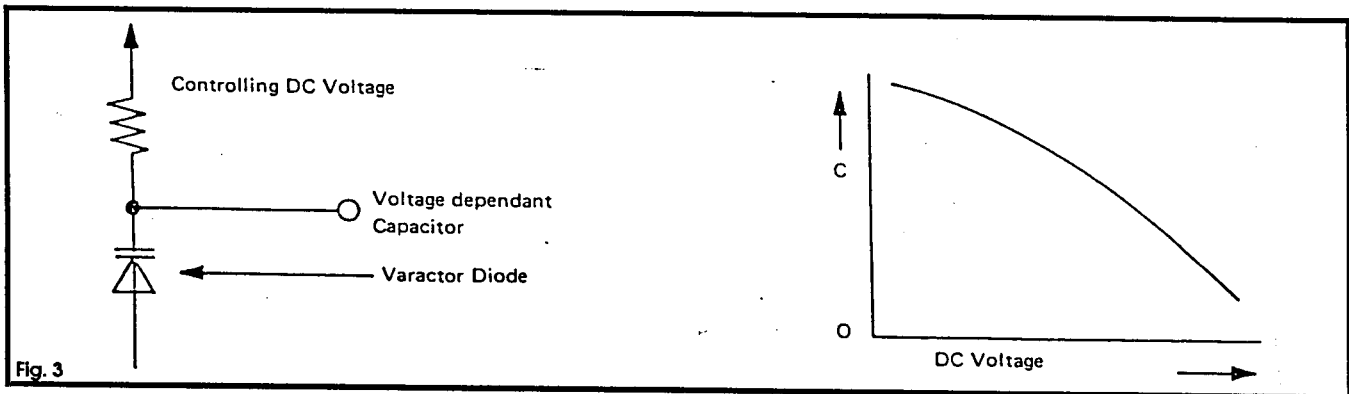 Controlling DC Voltage
Voltage dependant
Capacitor
Varactor Diode
Fig. 3
C
O
DC Voltage